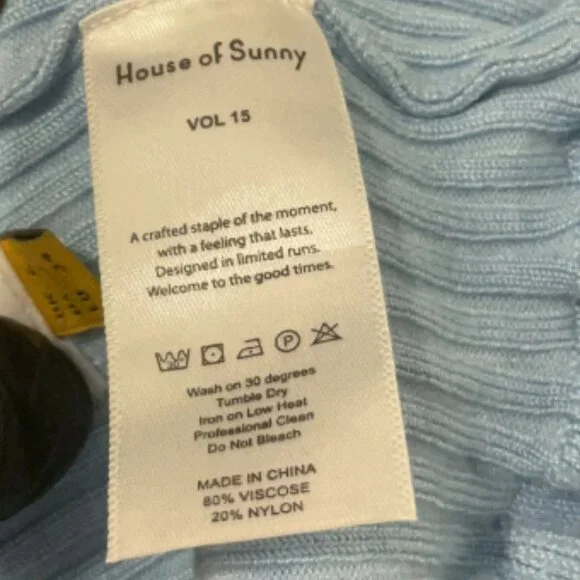 House of Sunny
VOL 15
A crafted staple of the moment,
with a feeling that lasts.
Designed in limited runs.
Welcome to the good times.
30°
P
Wash on 30 degrees
Tumble Dry
Iron on Low Heat
Professional Clean
Do Not Bleach
MADE IN CHINA
80% VISCOSE
20% NYLON